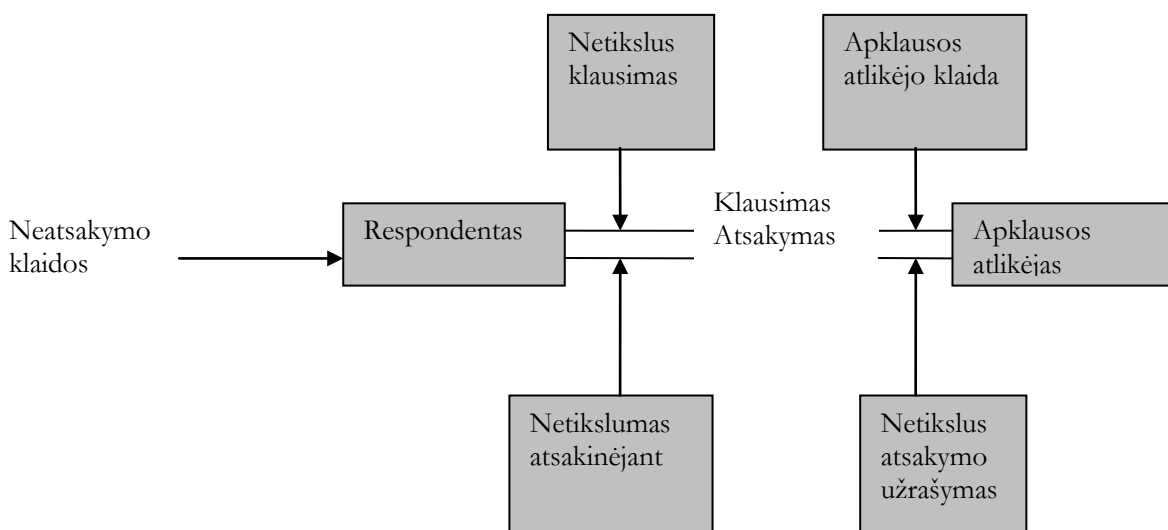 Netikslus
klausimas
Apklausos
atlikėjo klaida
Neatsakymo
klaidos
Respondentas
Klausimas
Atsakymas
Apklausos
atlikėjas
Netikslumas
atsakinėjant
Netikslus
atsakymo
užrašymas